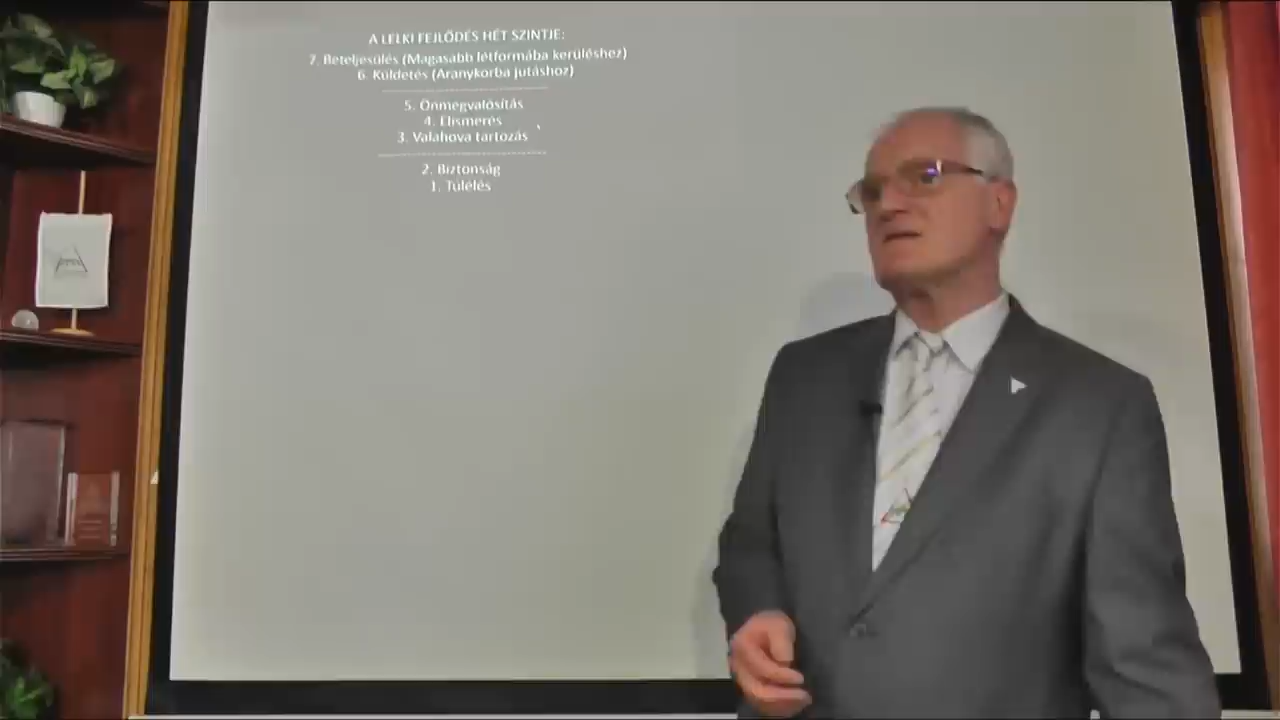 A LELKI FEJLŐDÉS HÉT SZINTJE:
7. Beteljesülés (Magasabb létformába kerüléshez)
6. Küldetés (Aranykorba jutáshoz)
5. Önmegvalósítás
4. Elismerés
3. Valahova tartozás
2. Biztonság
1. Túlélés